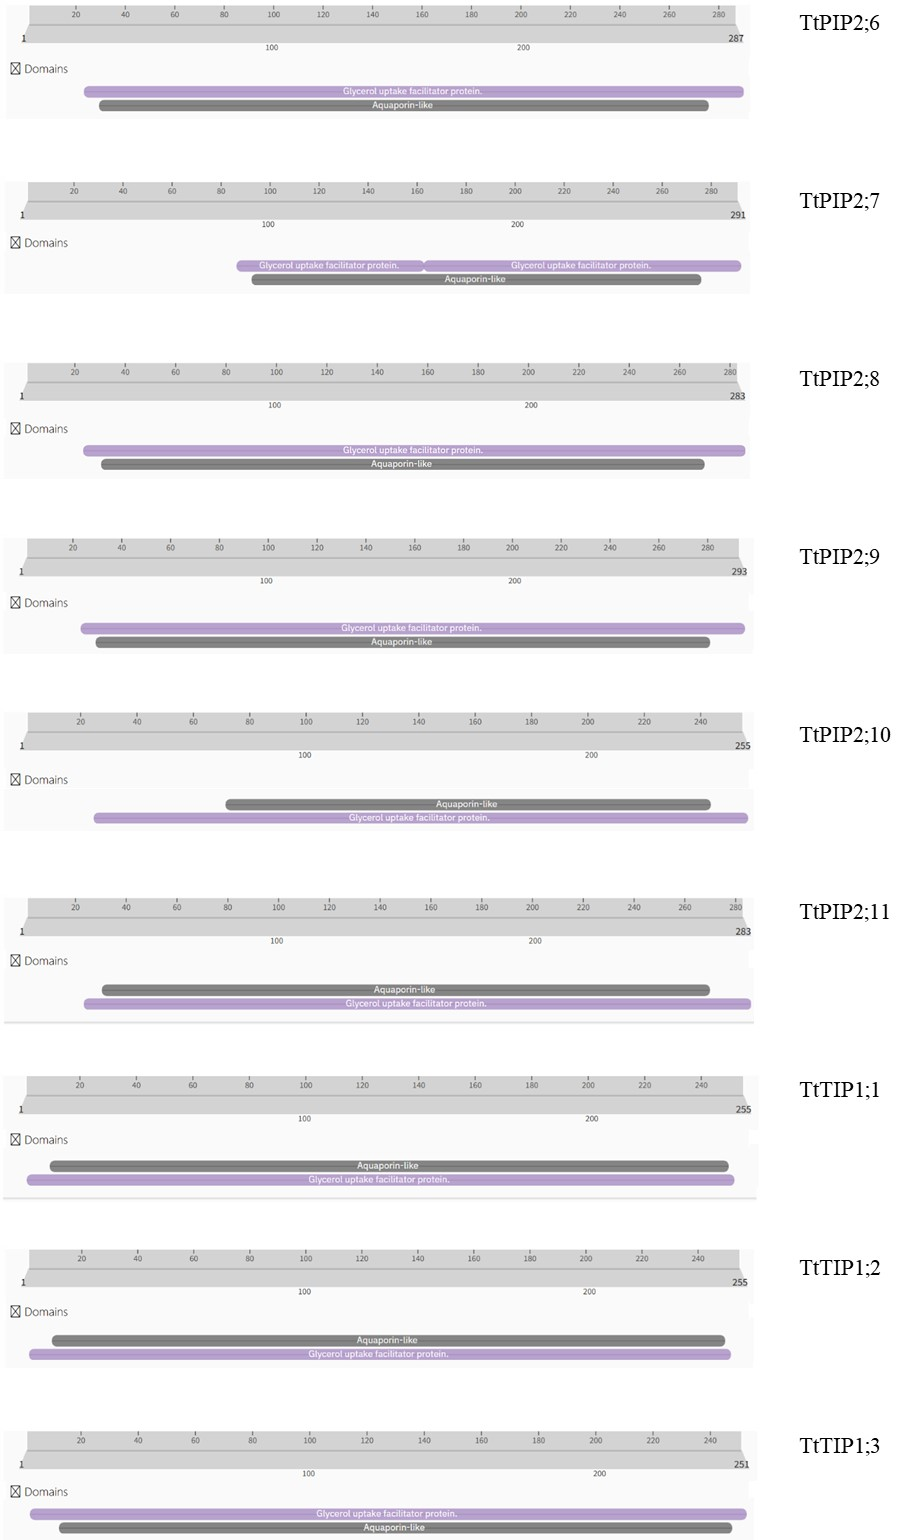 20 40 60 80 100 120 140 160 180 200 220 240 260 280
TtPIP2;6
1 287
100 200
Domains
Glycerol uptake facilitator protein.
Aquaporin-like
20 40 60 80 100 120 140 160 180 200 220 240 260 280
TtPIP2;7
1 291
100 200
Domains
Glycerol uptake facilitator protein. Glycerol uptake facilitator protein.
Aquaporin-like
20 40 60 80 100 120 140 160 180 200 220 240 260 280
TtPIP2;8
1 283
100 200
Domains
Glycerol uptake facilitator protein.
Aquaporin-like
20 40 60 80 100 120 140 160 180 200 220 240 260 280
TtPIP2;9
1 293
100 200
Domains
Glycerol uptake facilitator protein.
Aquaporin-like
20 40 60 80 100 120 140 160 180 200 220 240
TtPIP2;10
1 255
100 200
Domains
Aquaporin-like
Glycerol uptake facilitator protein.
20 40 60 80 100 120 140 160 180 200 220 240 260 280
TtPIP2;11
1 283
100 200
Domains
Aquaporin-like
Glycerol uptake facilitator protein.
20 40 60 80 100 120 140 160 180 200 220 240
TtTIP1;1
1 255
100 200
Domains
Aquaporin-like
Glycerol uptake facilitator protein.
20 40 60 80 100 120 140 160 180 200 220 240
TtTIP1;2
1 255
100 200
Domains
Aquaporin-like
Glycerol uptake facilitator protein.
20 40 60 80 100 120 140 160 180 200 220 240
TtTIP1;3
1 251
100 200
Domains
Glycerol uptake facilitator protein.
Aquaporin-like